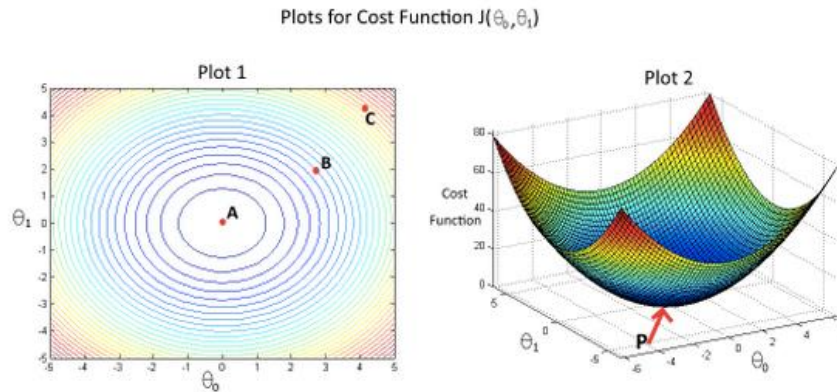 Plots for Cost Function J(θ₀,θ₁)
Plot 1
5
4
3
2
1
0
-1
-2
-3
-4
-5
θ₁
A
B
C
-5 -4 -3 -2 -1 0 1 2 3 4 5
θ₀
Plot 2
80
60
40
20
0
Cost
Function
5
0
-5
θ₁
P
-6 -4 -2 0 2 4
θ₀